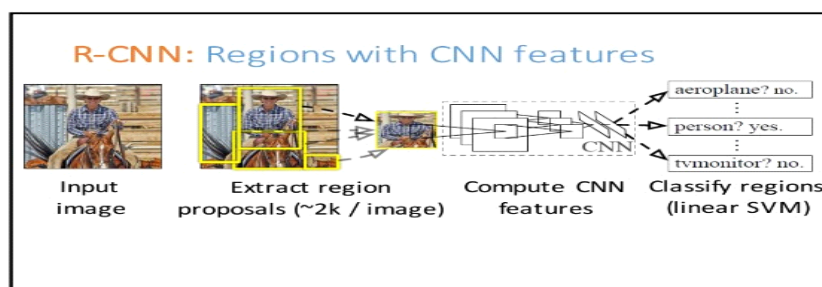 R-CNN: Regions with CNN features
aeroplane? no.
⋮
person? yes.
⋮
tvmonitor? no.
CNN
Input
image
Extract region
proposals (~2k / image)
Compute CNN
features
Classify regions
(linear SVM)